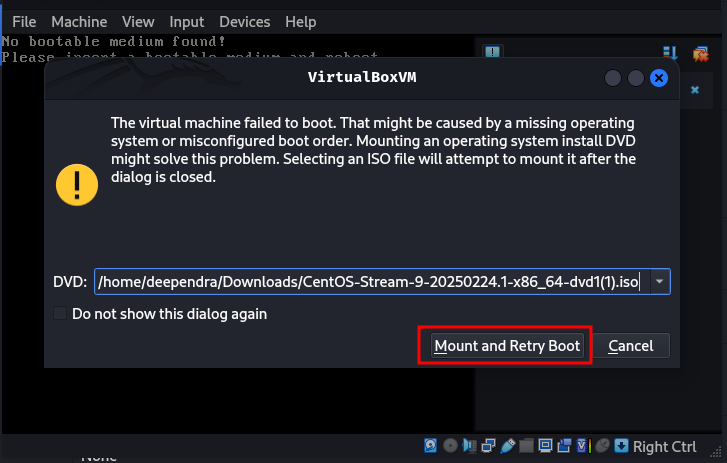 File Machine View Input Devices Help
No bootable medium found!
Please insert a bootable medium and reboot
VirtualBoxVM
The virtual machine failed to boot. That might be caused by a missing operating
system or misconfigured boot order. Mounting an operating system install DVD
might solve this problem. Selecting an ISO file will attempt to mount it after the
dialog is closed.
DVD: /home/deependra/Downloads/CentOS-Stream-9-20250224.1-x86_64-dvd1(1).iso
Do not show this dialog again
Mount and Retry Boot Cancel
Right Ctrl
None